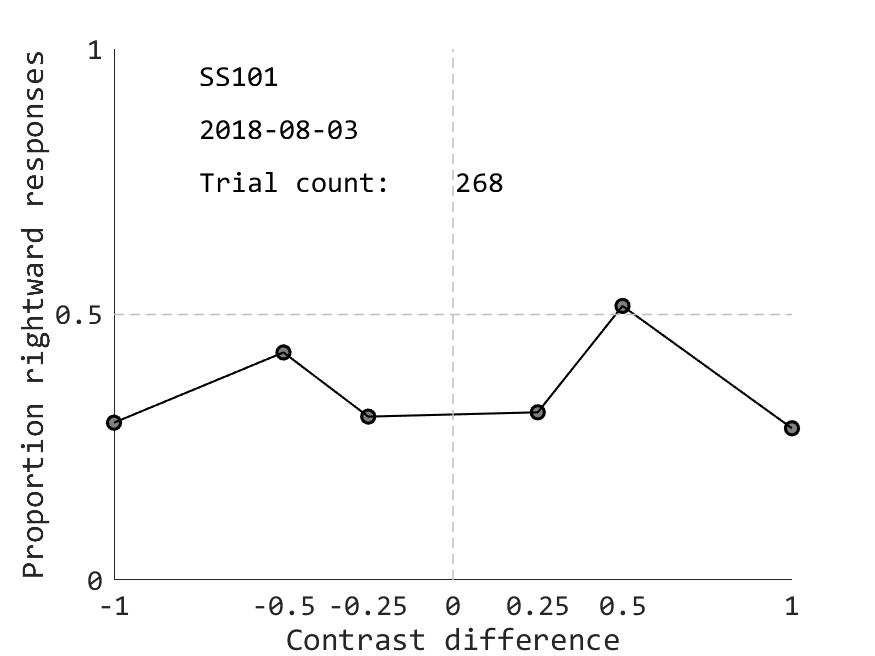 Proportion rightward responses
1
0.5
0
SS101
2018-08-03
Trial count: 268
-1 -0.5 -0.25 0 0.25 0.5 1
Contrast difference